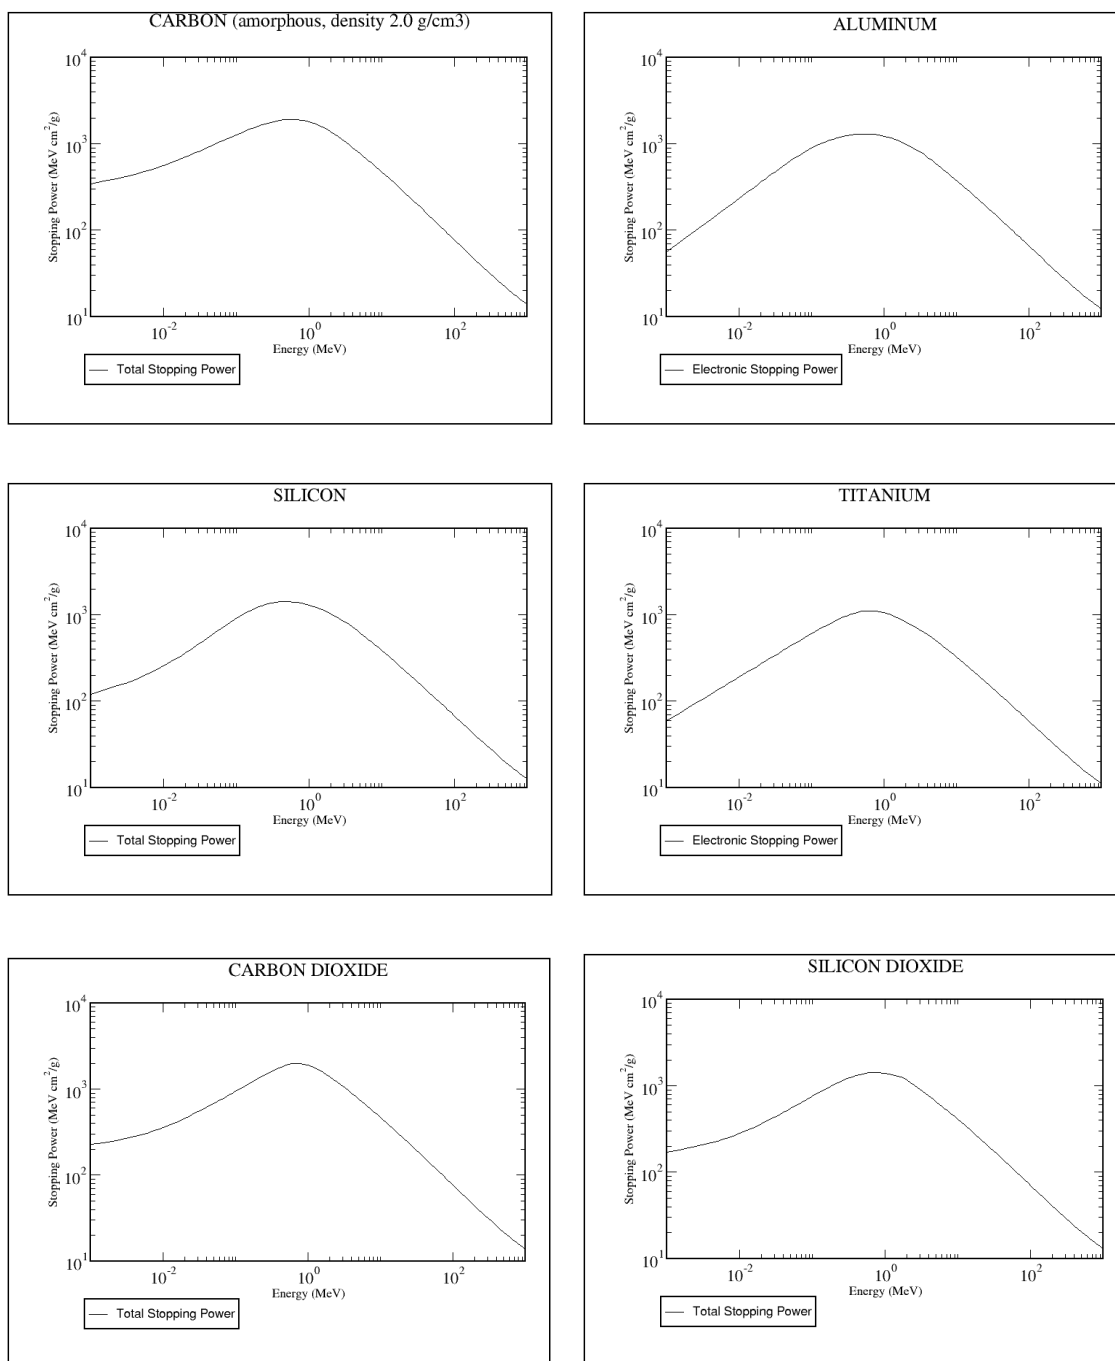 CARBON (amorphous, density 2.0 g/cm3)
10^4
10^3
10^2
10^1
Stopping Power (MeV cm^2/g)
10^-2
10^0
10^2
Energy (MeV)
Total Stopping Power
ALUMINUM
10^4
10^3
10^2
10^1
Stopping Power (MeV cm^2/g)
10^-2
10^0
10^2
Energy (MeV)
Electronic Stopping Power
SILICON
10^4
10^3
10^2
10^1
Stopping Power (MeV cm^2/g)
10^-2
10^0
10^2
Energy (MeV)
Total Stopping Power
TITANIUM
10^4
10^3
10^2
10^1
Stopping Power (MeV cm^2/g)
10^-2
10^0
10^2
Energy (MeV)
Electronic Stopping Power
CARBON DIOXIDE
10^4
10^3
10^2
10^1
Stopping Power (MeV cm^2/g)
10^-2
10^0
10^2
Energy (MeV)
Total Stopping Power
SILICON DIOXIDE
10^4
10^3
10^2
10^1
Stopping Power (MeV cm^2/g)
10^-2
10^0
10^2
Energy (MeV)
Total Stopping Power